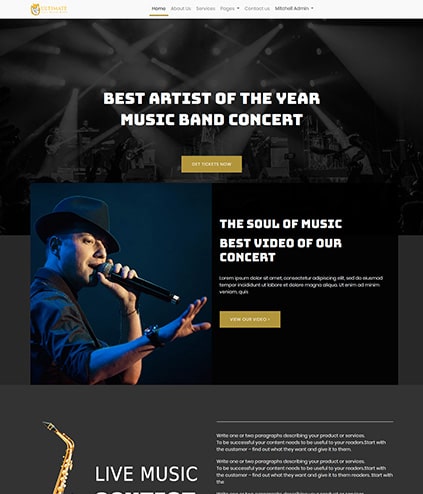 ULTIMATE
Home About Us Services Pages Contact us Mitchell Admin
BEST ARTIST OF THE YEAR
MUSIC BAND CONCERT
GET TICKETS NOW
THE SOUL OF MUSIC
BEST VIDEO OF OUR
CONCERT
Lorem ipsum dolor sit amet, consectetur adipiscing elit, sed do eiusmod
tempor incididunt ut labore et dolore magna aliqua. Ut enim ad minim
veniam, quis
VIEW OUR VIDEO >
Write one or two paragraphs describing your product or services.
To be successful your content needs to be useful to your readers.Start with
the customer – find out what they want and give it to them.
Write one or two paragraphs describing your product or services.
To be successful your content needs to be useful to your readers.Start with
the customer – find out what they want and give it to them readers. Start with
the
LIVE MUSIC
Write one or two paragraphs describing your product or services.